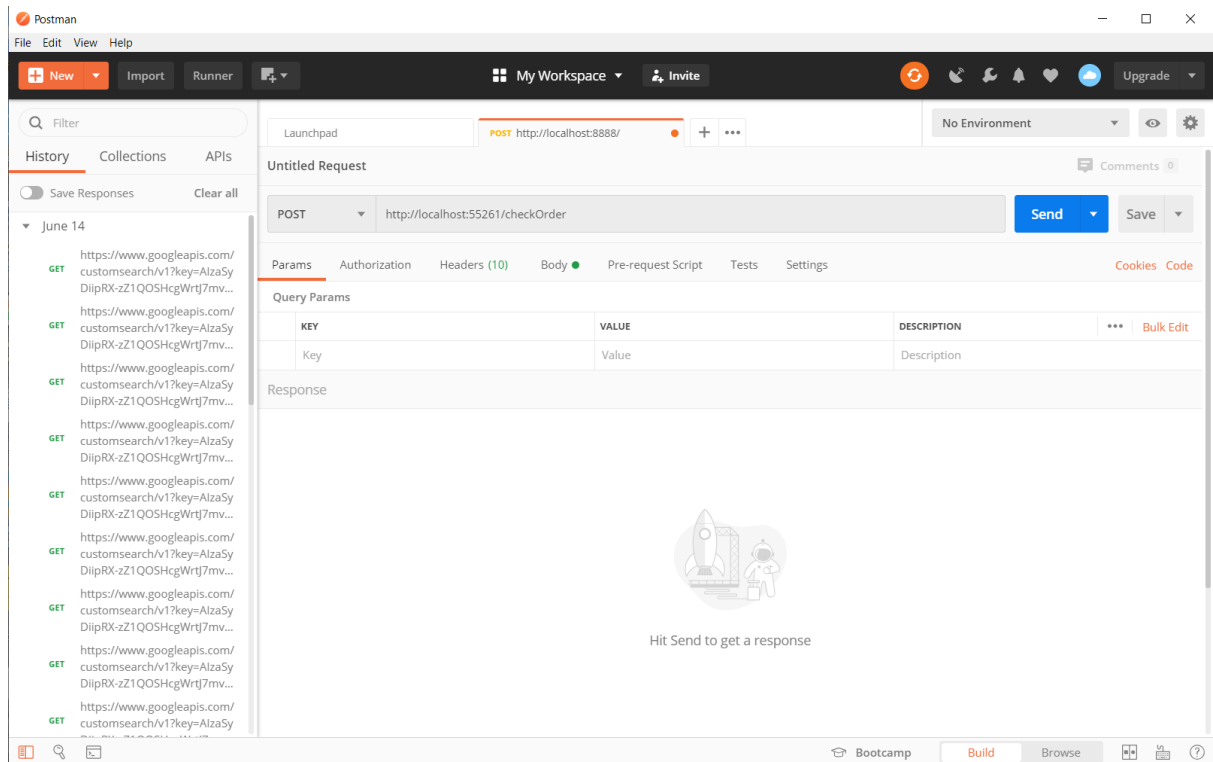 Postman
File Edit View Help
New Import Runner My Workspace Invite Upgrade
Filter
History Collections APIs
Save Responses Clear all
June 14
GET https://www.googleapis.com/
customsearch/v1?key=AIzaSy
DiipRX-zZ1QOSHcgWrtJ7mv...
GET https://www.googleapis.com/
customsearch/v1?key=AIzaSy
DiipRX-zZ1QOSHcgWrtJ7mv...
GET https://www.googleapis.com/
customsearch/v1?key=AIzaSy
DiipRX-zZ1QOSHcgWrtJ7mv...
GET https://www.googleapis.com/
customsearch/v1?key=AIzaSy
DiipRX-zZ1QOSHcgWrtJ7mv...
GET https://www.googleapis.com/
customsearch/v1?key=AIzaSy
DiipRX-zZ1QOSHcgWrtJ7mv...
GET https://www.googleapis.com/
customsearch/v1?key=AIzaSy
DiipRX-zZ1QOSHcgWrtJ7mv...
GET https://www.googleapis.com/
customsearch/v1?key=AIzaSy
DiipRX-zZ1QOSHcgWrtJ7mv...
GET https://www.googleapis.com/
customsearch/v1?key=AIzaSy
DiipRX-zZ1QOSHcgWrtJ7mv...
GET https://www.googleapis.com/
customsearch/v1?key=AIzaSy
Launchpad POST http://localhost:8888/ + ••• No Environment
Untitled Request Comments 0
POST http://localhost:55261/checkOrder Send Save
Params Authorization Headers (10) Body Pre-request Script Tests Settings Cookies Code
Query Params
KEY VALUE DESCRIPTION ••• Bulk Edit
Key Value Description
Response
Hit Send to get a response
Bootcamp Build Browse